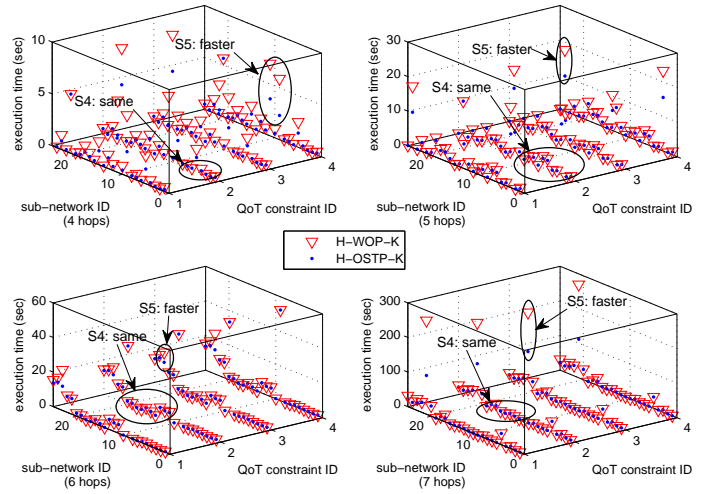 10
5
0
execution time (sec)
20
10
0
sub−network ID
(4 hops)
1
2
3
4
QoT constraint ID
S5: faster
S4: same
30
20
10
0
execution time (sec)
20
10
0
sub−network ID
(5 hops)
1
2
3
4
QoT constraint ID
S5: faster
S4: same
H−WOP−K
H−OSTP−K
60
40
20
0
execution time (sec)
20
10
0
sub−network ID
(6 hops)
1
2
3
4
QoT constraint ID
S5: faster
S4: same
300
200
100
0
execution time (sec)
20
10
0
sub−network ID
(7 hops)
1
2
3
4
QoT constraint ID
S5: faster
S4: same